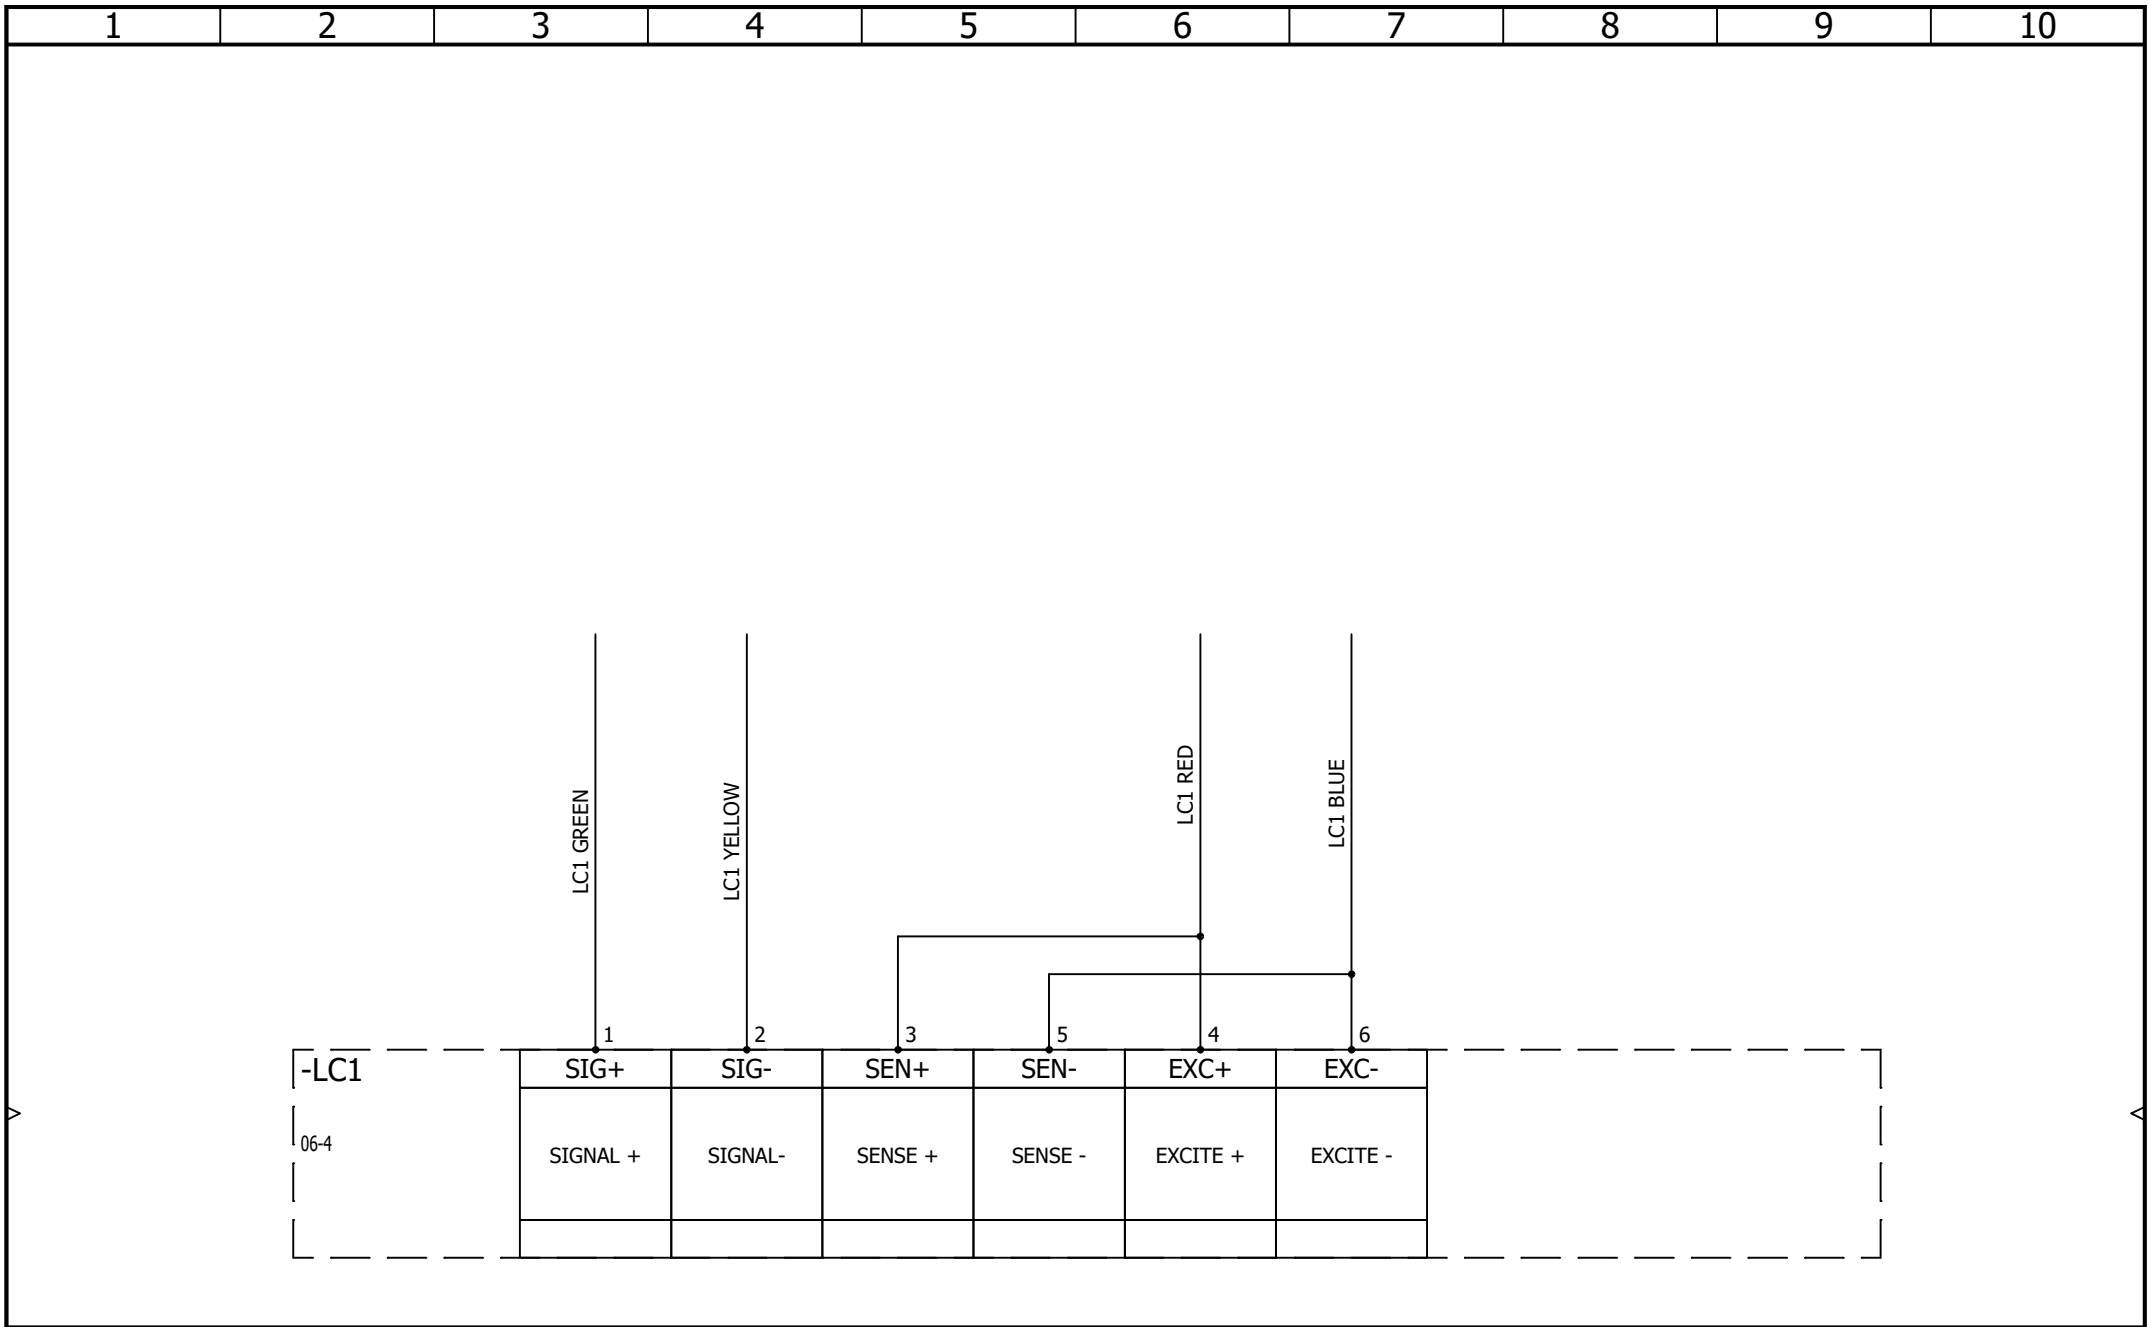 1 2 3 4 5 6 7 8 9 10
LC1 GREEN
LC1 YELLOW
LC1 RED
LC1 BLUE
1 2 3 5 4 6
-LC1 SIG+ SIG- SEN+ SEN- EXC+ EXC-
06-4 SIGNAL + SIGNAL- SENSE + SENSE - EXCITE + EXCITE -